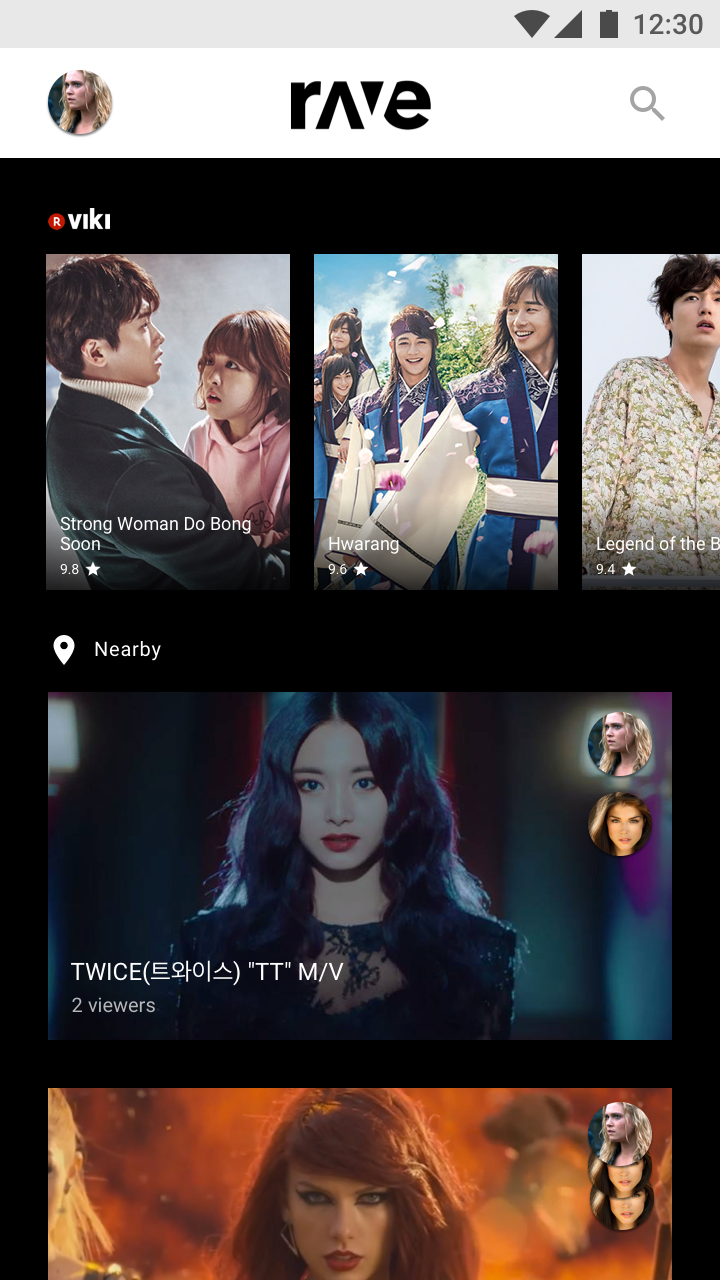 12:30
rave
R viki
Strong Woman Do Bong
Soon
9.8
Hwarang
9.6
Legend of the B
9.4
Nearby
TWICE(트와이스) "TT" M/V
2 viewers